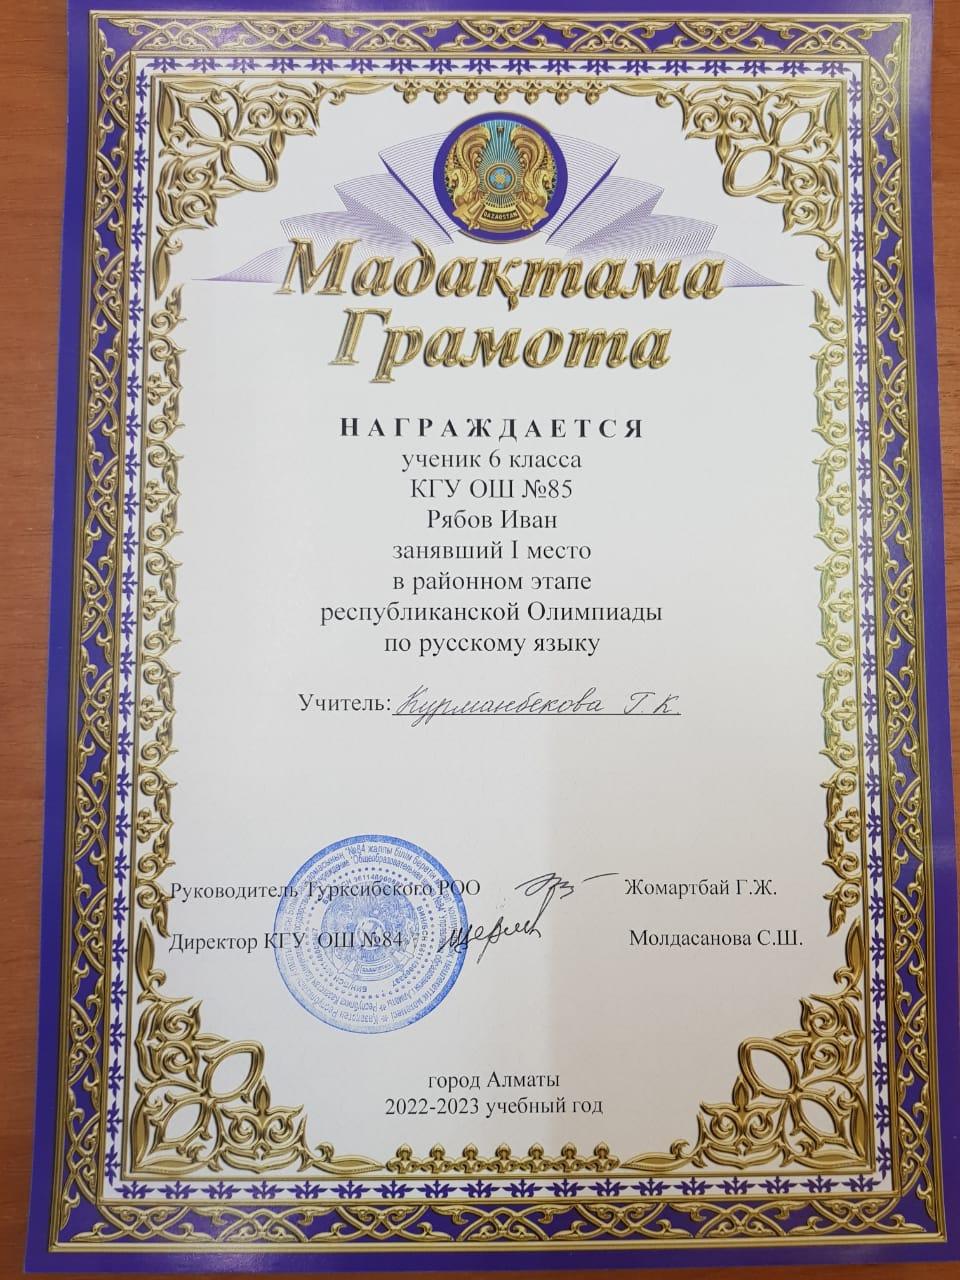 QAZAQSTAN
Мадақтама
Грамота
НАГРАЖДАЕТСЯ
ученик 6 класса
КГУ ОШ №85
Рябов Иван
занявший I место
в районном этапе
республиканской Олимпиады
по русскому языку
Учитель: Курманбекова Г.К.
Руководитель Турксибского РОО Жомартбай Г.Ж.
Директор КГУ ОШ №84 Молдасанова С.Ш.
город Алматы
2022-2023 учебный год